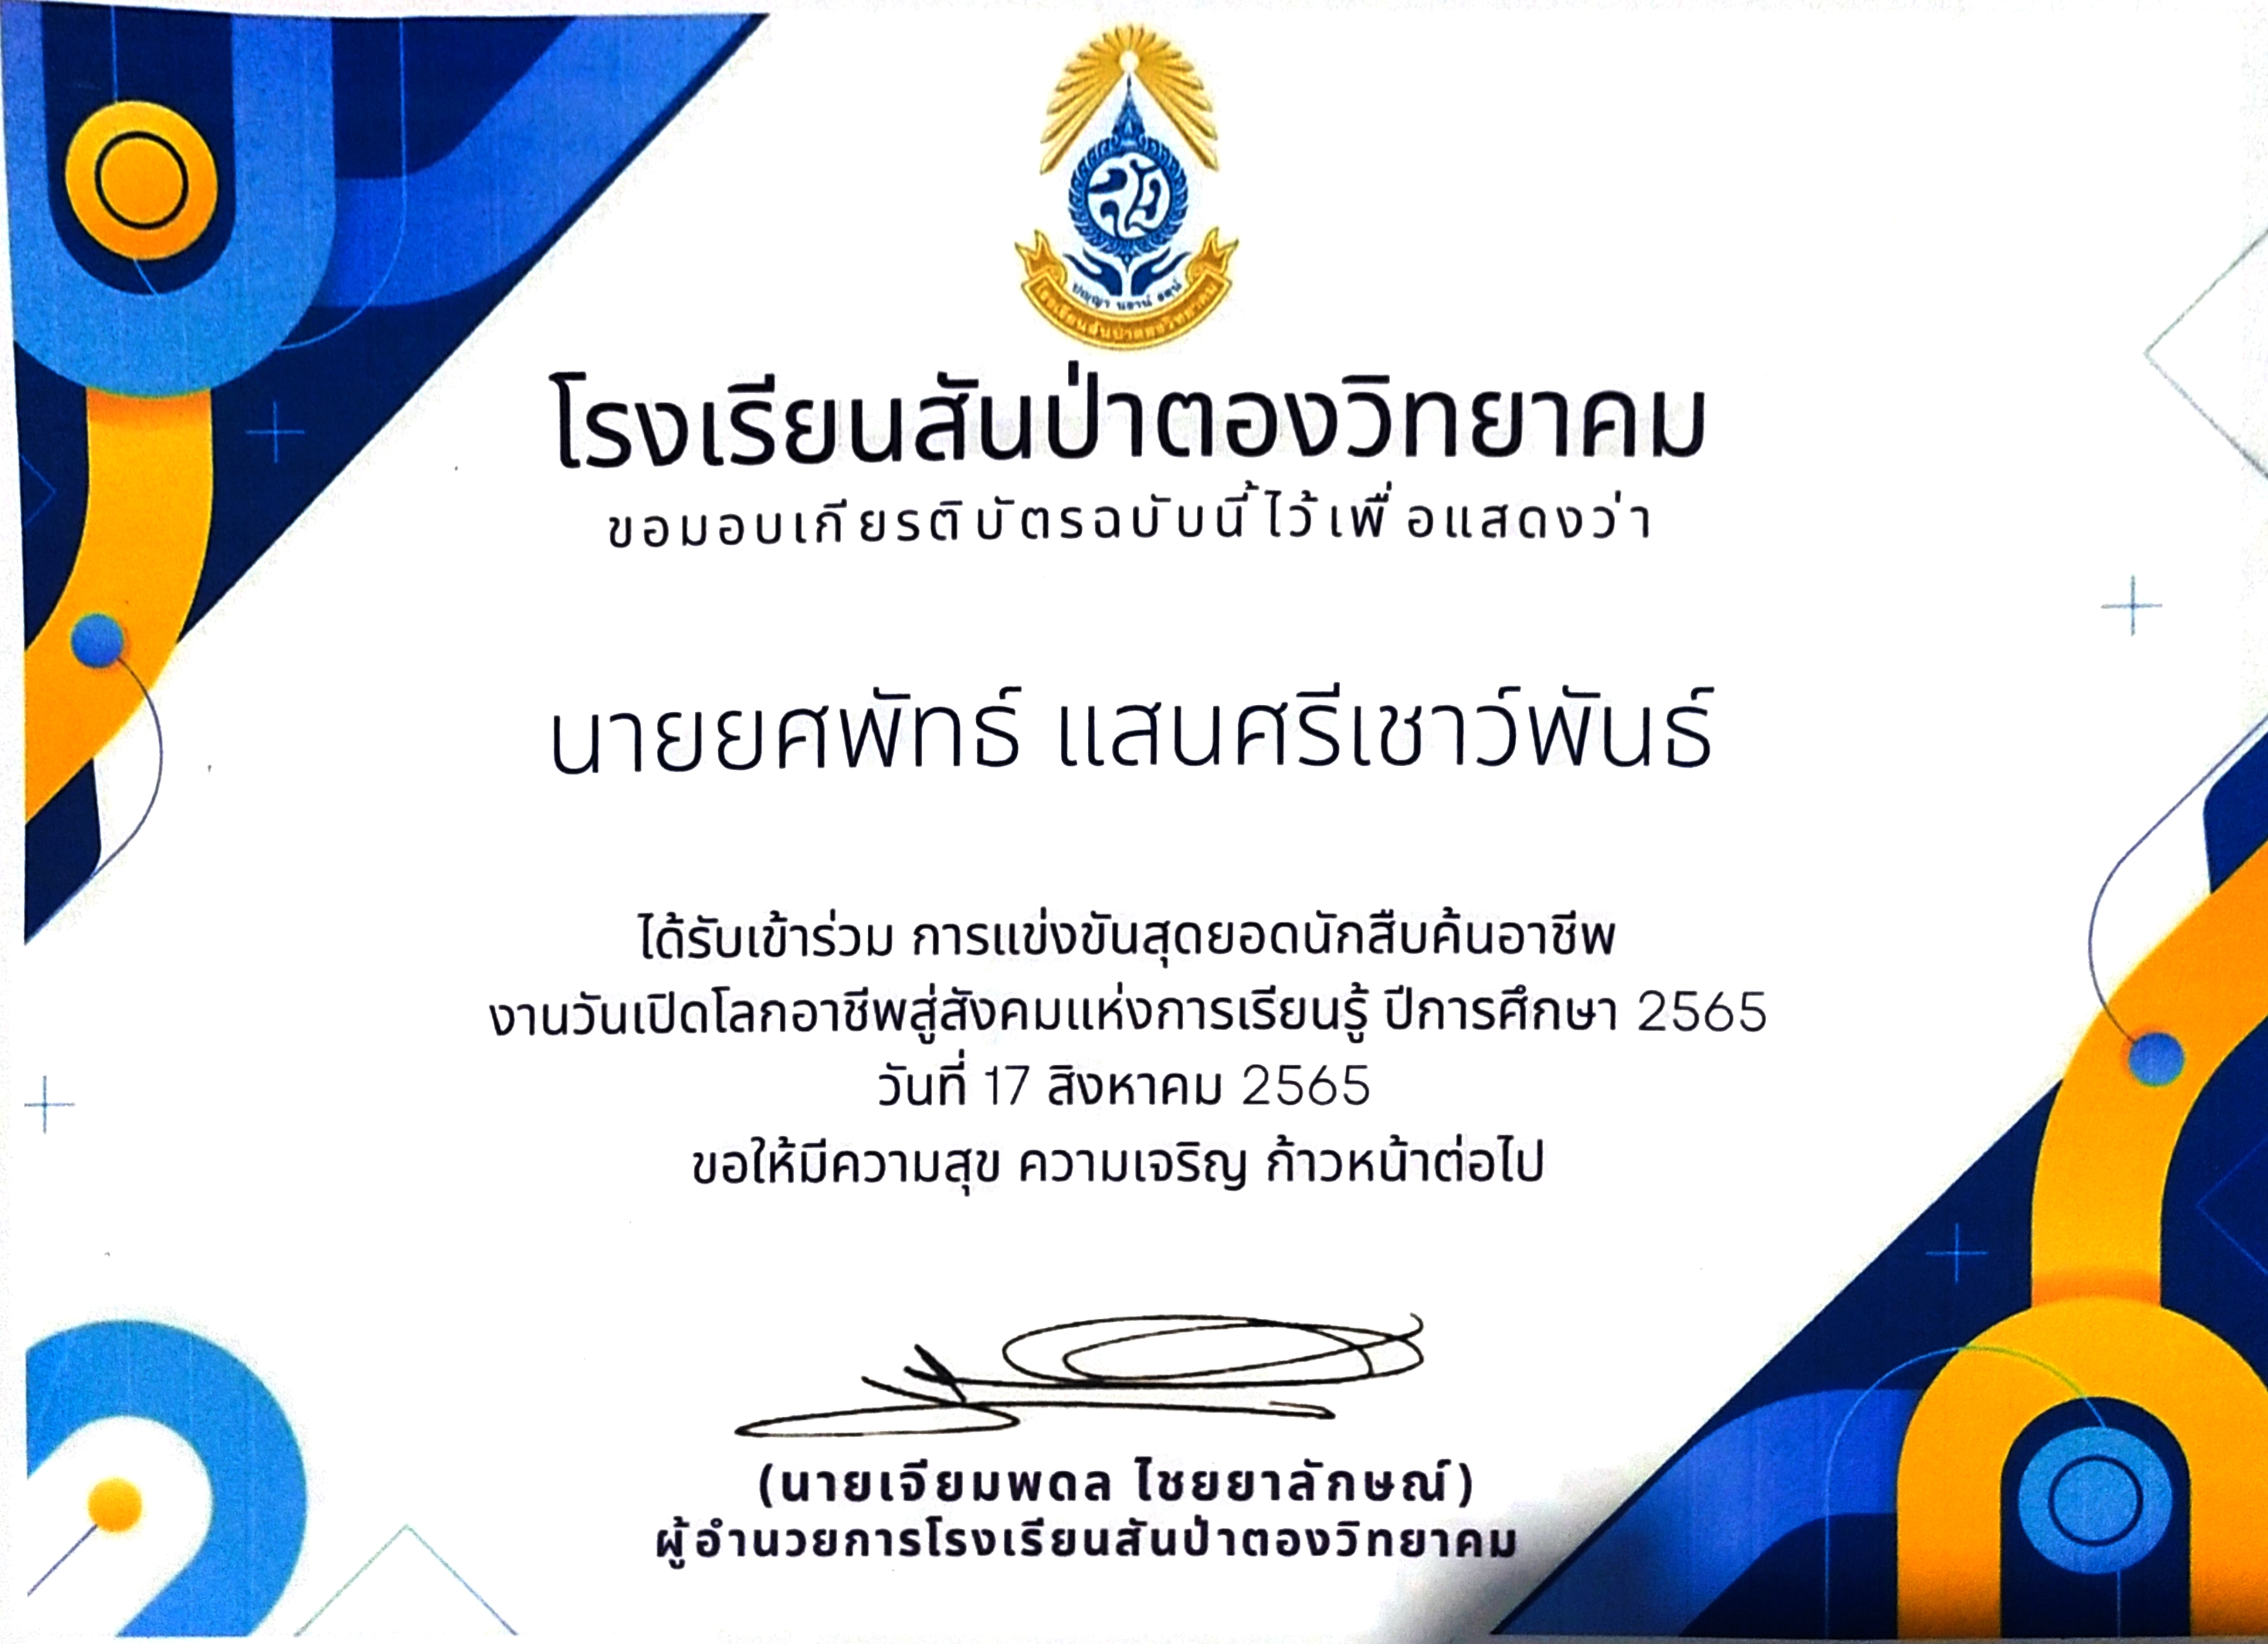 โรงเรียนสันป่าตองวิทยาคม
ขอมอบเกียรติบัตรฉบับนี้ไว้เพื่อแสดงว่า
นายยศพัทธ์ แสนศรีเชาว์พันธ์
ได้รับเข้าร่วม การแข่งขันสุดยอดนักสืบค้นอาชีพ
งานวันเปิดโลกอาชีพสู่สังคมแห่งการเรียนรู้ ปีการศึกษา 2565
วันที่ 17 สิงหาคม 2565
ขอให้มีความสุข ความเจริญ ก้าวหน้าต่อไป
(นายเจียมพดล ไชยยาลักษณ์)
ผู้อำนวยการโรงเรียนสันป่าตองวิทยาคม